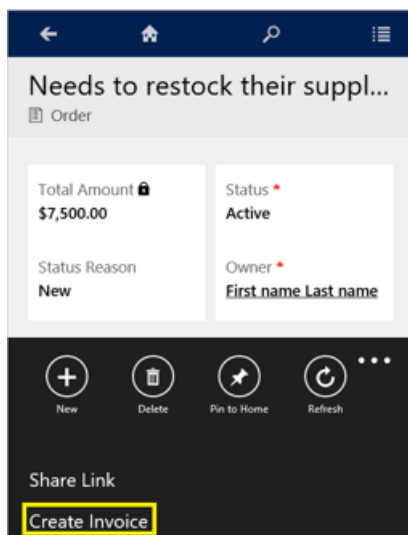 Needs to restock their suppl...
Order
Total Amount
Status *
$7,500.00
Active
Status Reason
Owner *
New
First name Last name
New
Delete
Pin to Home
Refresh
Share Link
Create Invoice